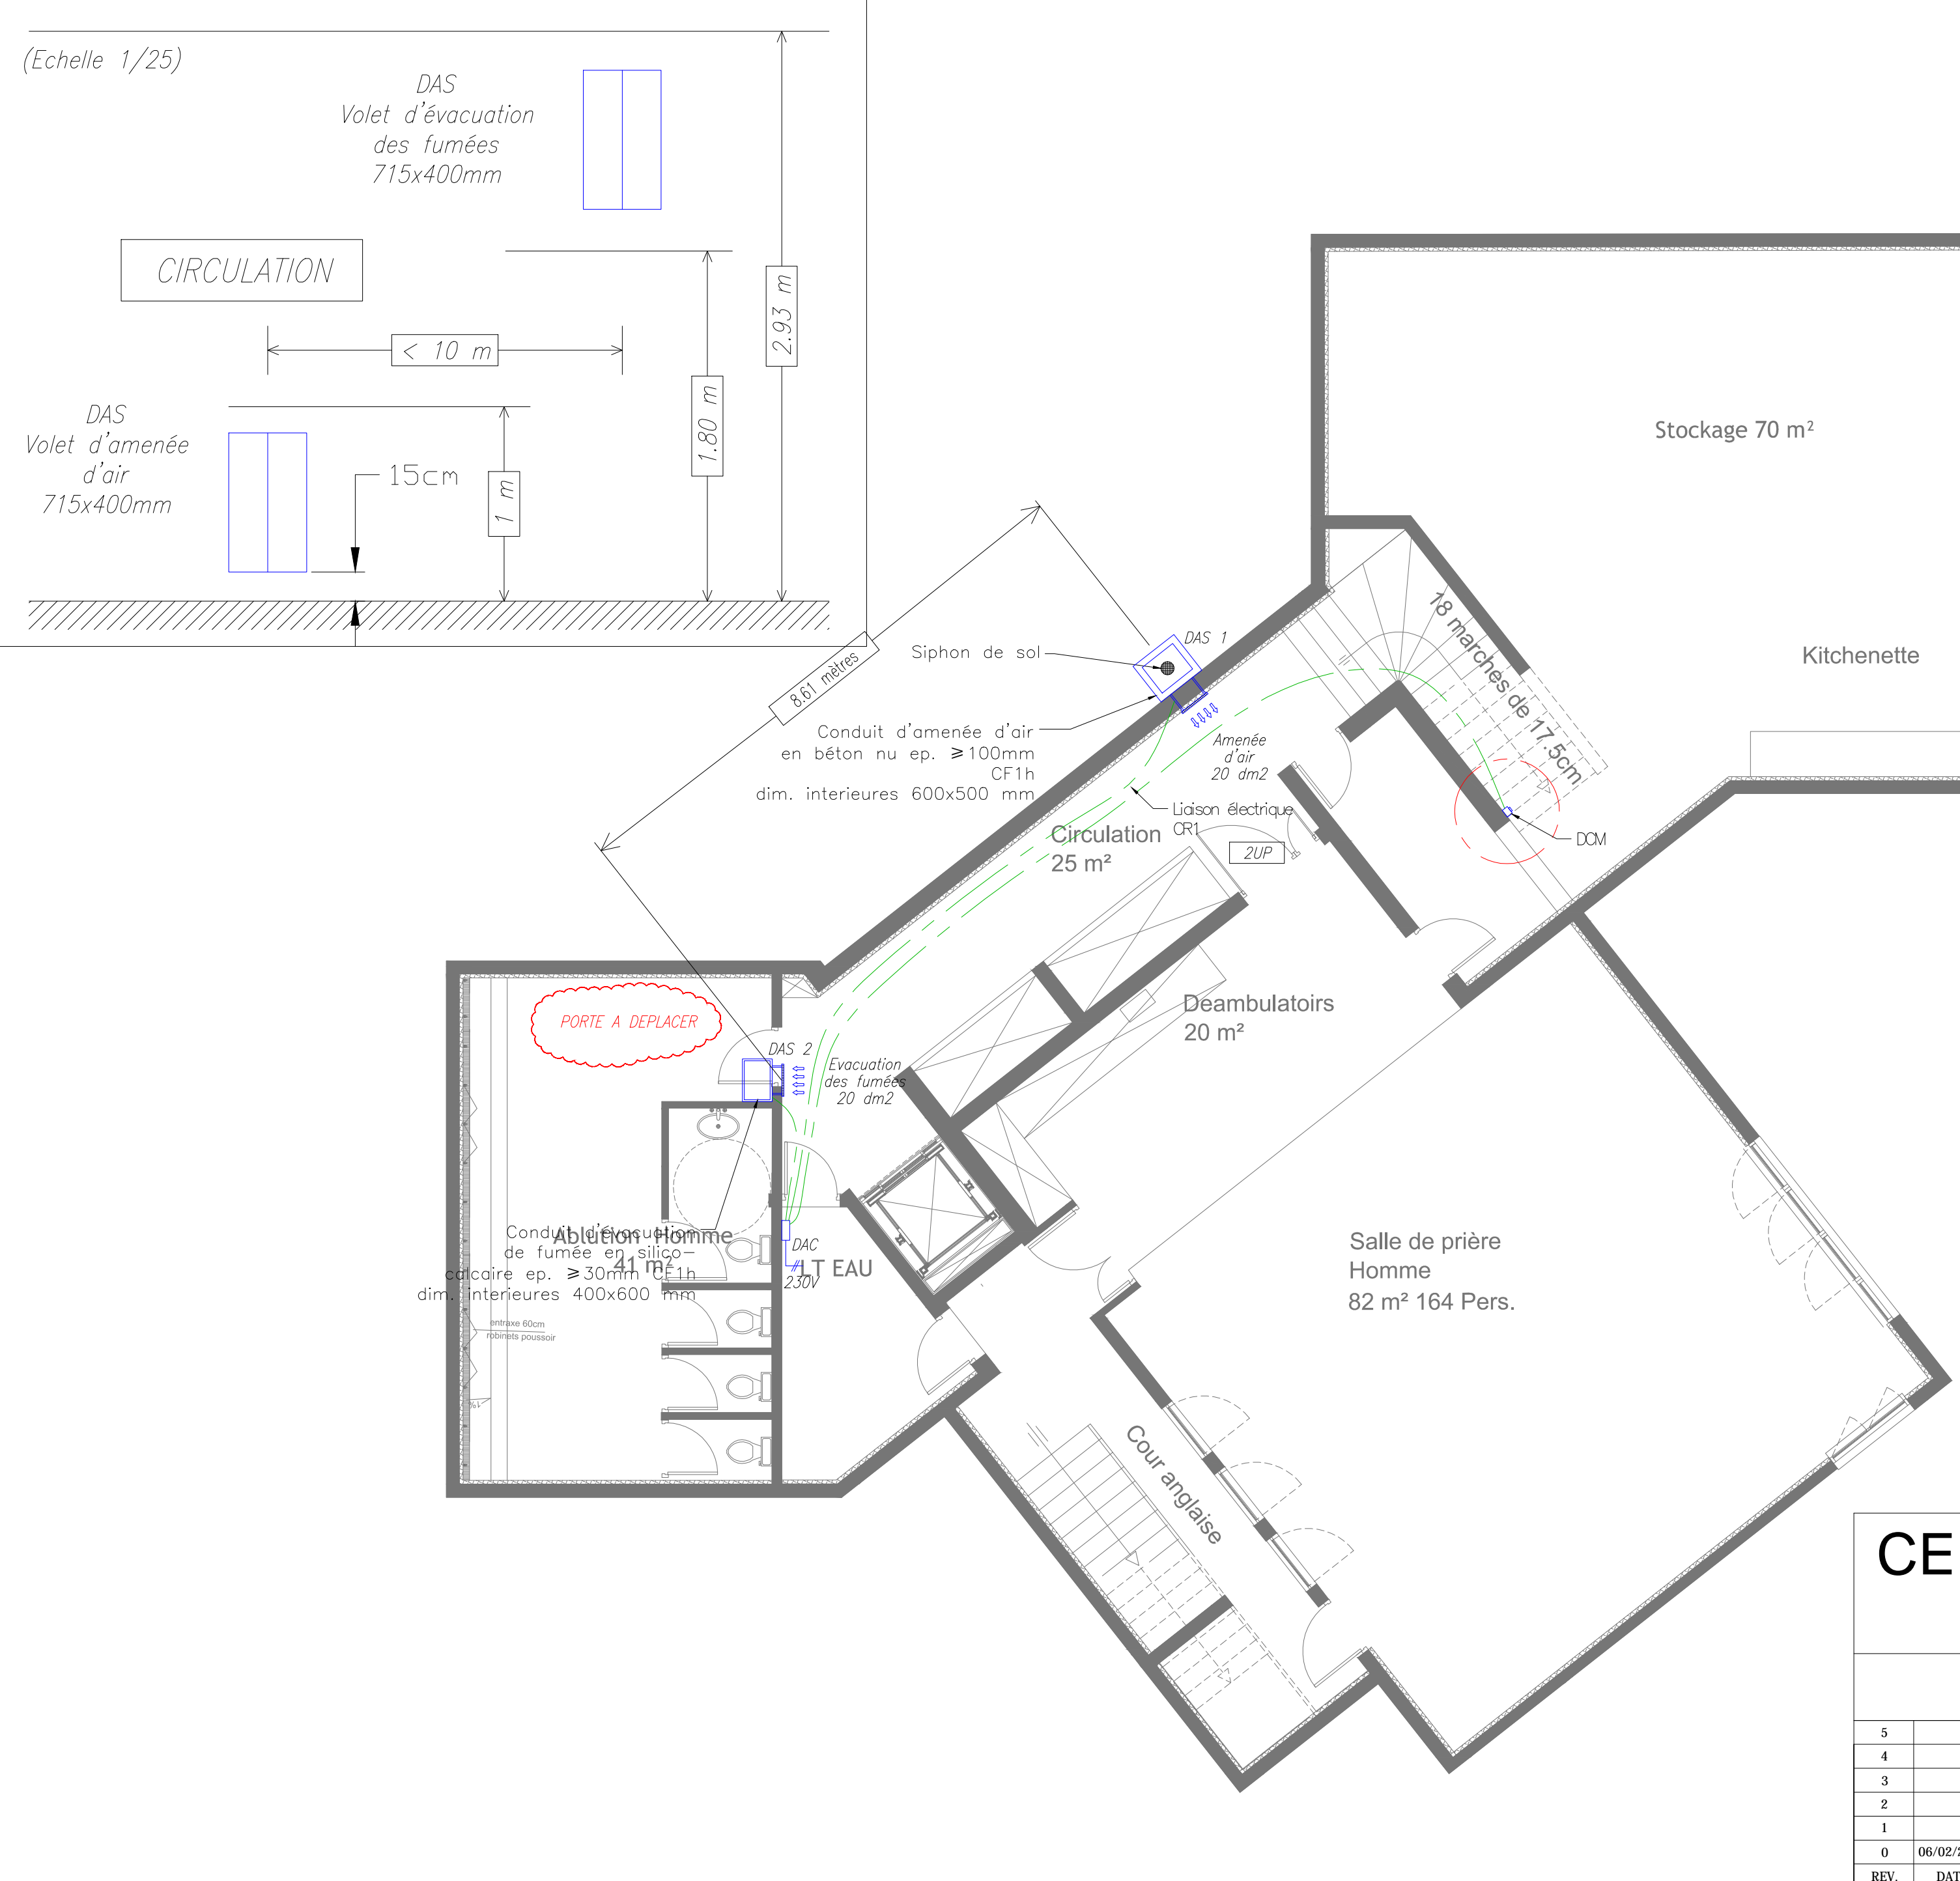 (Echelle 1/25)
DAS
Volet d'évacuation
des fumées
715x400mm
CIRCULATION
2.93 m
< 10 m
1.80 m
DAS
Volet d'amenée
d'air
715x400mm
15cm
1 m
Stockage 70 m²
18 marches de 17.5cm
Kitchenette
8.61 mètres
Siphon de sol
DAS 1
Conduit d'amenée d'air
en béton nu ep. ≥100mm
CF1h
dim. interieures 600x500 mm
Amenée
d'air
20 dm2
Liaison électrique
CR1
Circulation
25 m²
2UP
DCM
PORTE A DEPLACER
Deambulatoirs
20 m²
DAS 2
Evacuation
des fumées
20 dm2
Ablution Homme
41 m²
Conduit d'évacuation
de fumée en silico-
calcaire ep. ≥30mm CF1h
dim. interieures 400x600 mm
DAC
230V
LT EAU
Salle de prière
Homme
82 m² 164 Pers.
entraxe 60cm
robinets poussoir
1%
Cour anglaise
CE
5
4
3
2
1
0 06/02/2
REV. DAT